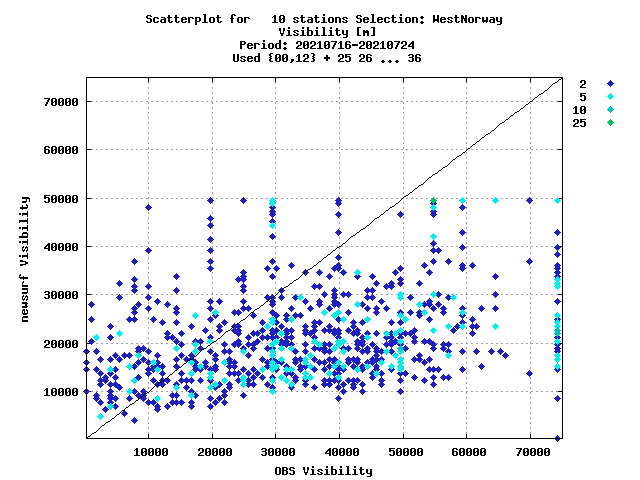 Scatterplot for 10 stations Selection: WestNorway
Visibility [m]
Period: 20210716-20210724
Used {00,12} + 25 26 ... 36
2
5
10
25
70000
60000
50000
40000
30000
20000
10000
newsurf Visibility
10000 20000 30000 40000 50000 60000 70000
OBS Visibility